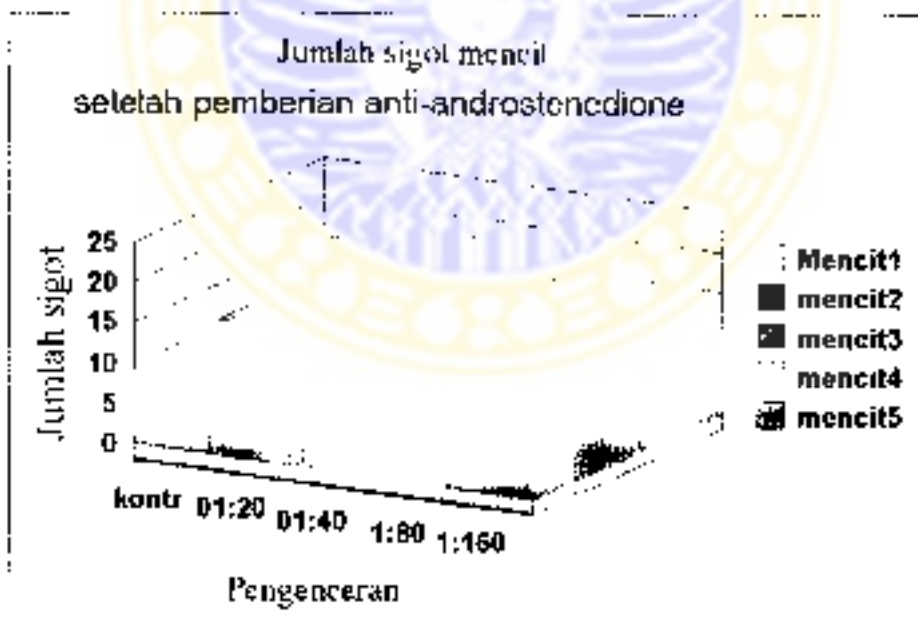 Jumlah sigot mencit
seletah pemberian anti-androstenedione
Jumlah sigot
25
20
15
10
5
0
kontr 01:20 01:40 1:80 1:160
Pengenceran
Mencit1
mencit2
mencit3
mencit4
mencit5